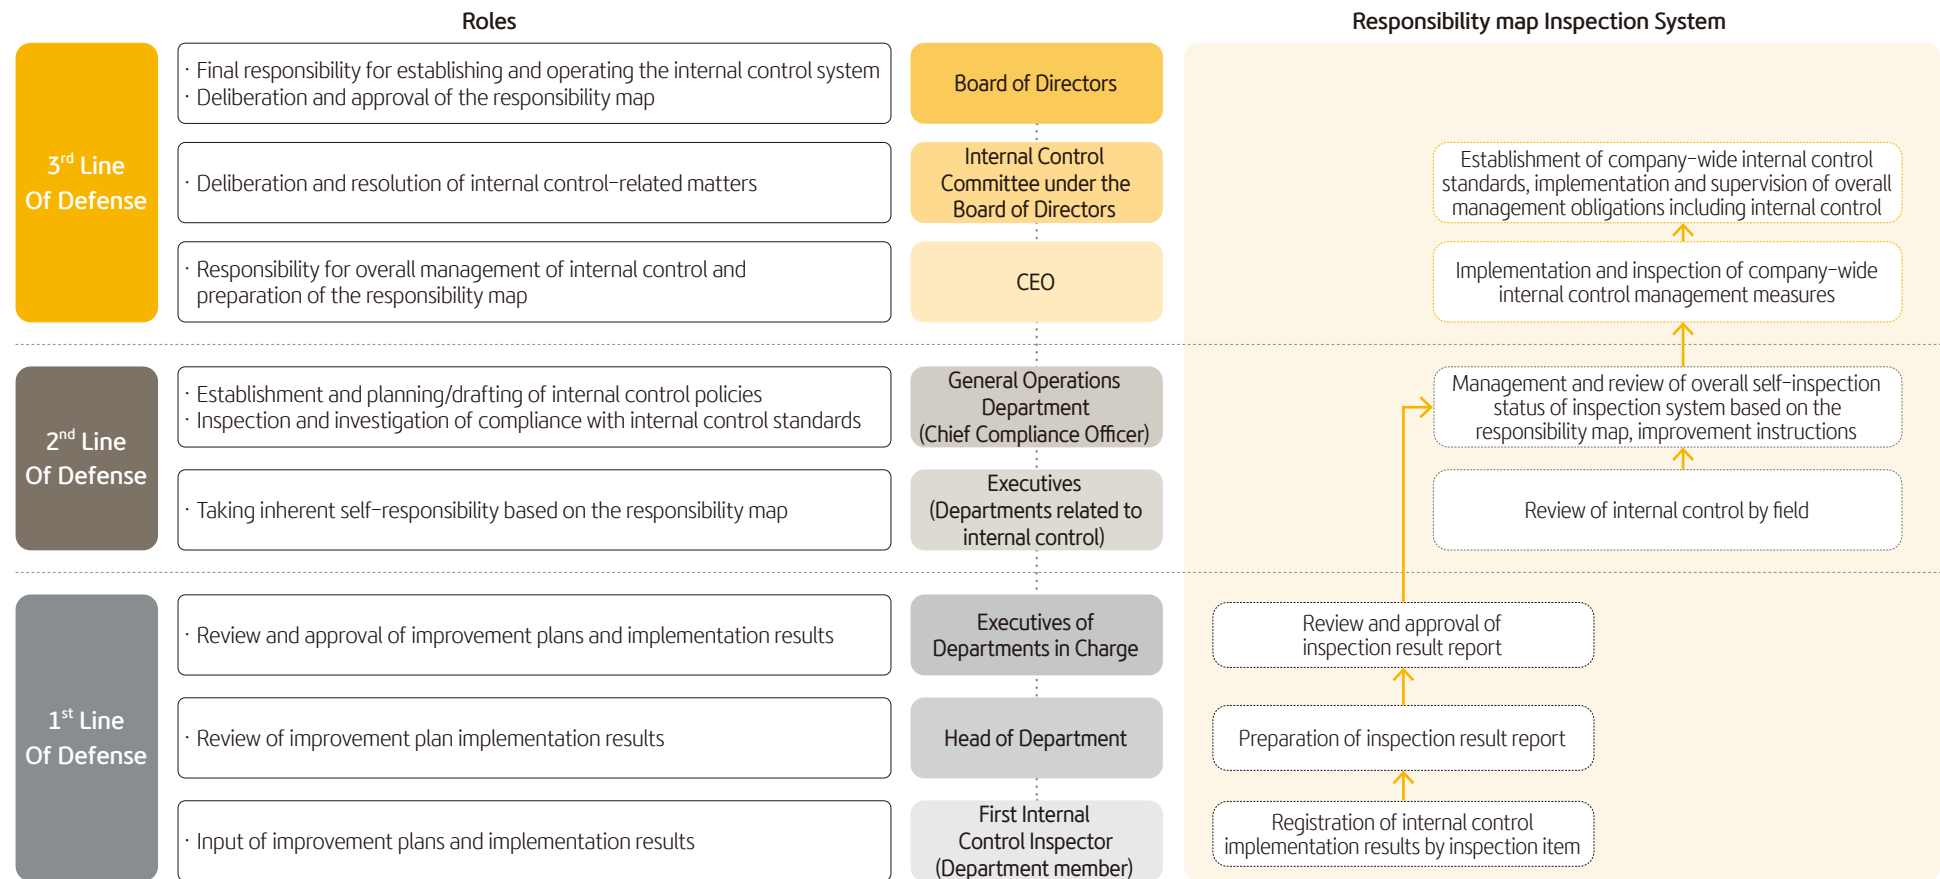 Roles
Responsibility map Inspection System
3rd Line
Of Defense
· Final responsibility for establishing and operating the internal control system
· Deliberation and approval of the responsibility map
Board of Directors
· Deliberation and resolution of internal control-related matters
Internal Control
Committee under the
Board of Directors
Establishment of company-wide internal control
standards, implementation and supervision of overall
management obligations including internal control
· Responsibility for overall management of internal control and
preparation of the responsibility map
CEO
Implementation and inspection of company-wide
internal control management measures
2nd Line
Of Defense
· Establishment and planning/drafting of internal control policies
· Inspection and investigation of compliance with internal control standards
General Operations
Department
(Chief Compliance Officer)
Management and review of overall self-inspection
status of inspection system based on the
responsibility map, improvement instructions
· Taking inherent self-responsibility based on the responsibility map
Executives
(Departments related to
internal control)
Review of internal control by field
1st Line
Of Defense
· Review and approval of improvement plans and implementation results
Executives of
Departments in Charge
Review and approval of
inspection result report
· Review of improvement plan implementation results
Head of Department
Preparation of inspection result report
· Input of improvement plans and implementation results
First Internal
Control Inspector
(Department member)
Registration of internal control
implementation results by inspection item